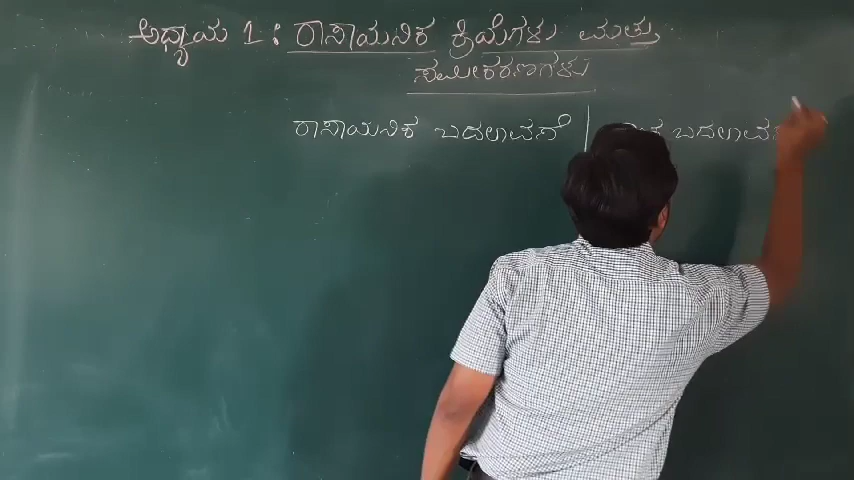 ಅಧ್ಯಾಯ 1: ರಾಸಾಯನಿಕ ಕ್ರಿಯೆಗಳು ಮತ್ತು
ಸಮೀಕರಣಗಳು
ರಾಸಾಯನಿಕ ಬದಲಾವಣೆ ಬದಲಾವಣೆ